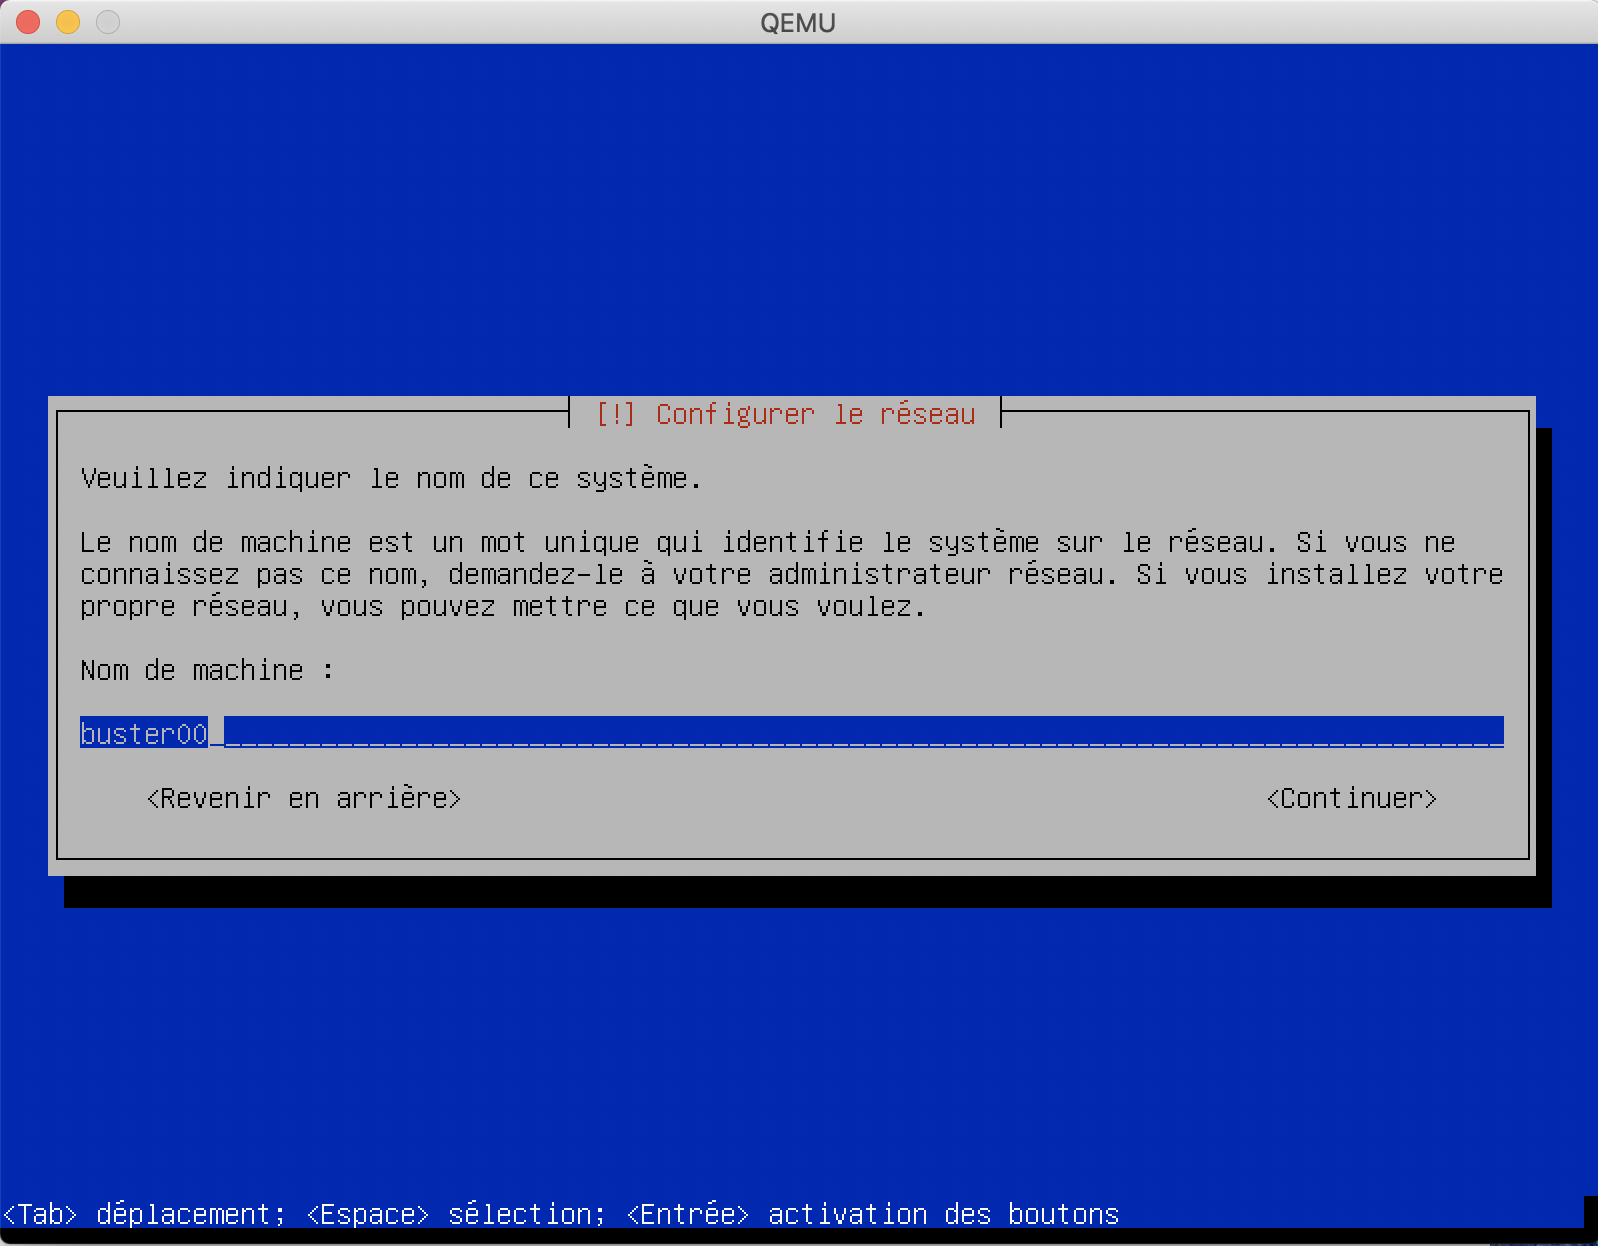 QEMU
[!] Configurer le réseau
Veuillez indiquer le nom de ce système.
Le nom de machine est un mot unique qui identifie le système sur le réseau. Si vous ne
connaissez pas ce nom, demandez-le à votre administrateur réseau. Si vous installez votre
propre réseau, vous pouvez mettre ce que vous voulez.
Nom de machine :
buster00
<Revenir en arrière> <Continuer>
<Tab> déplacement; <Espace> sélection; <Entrée> activation des boutons